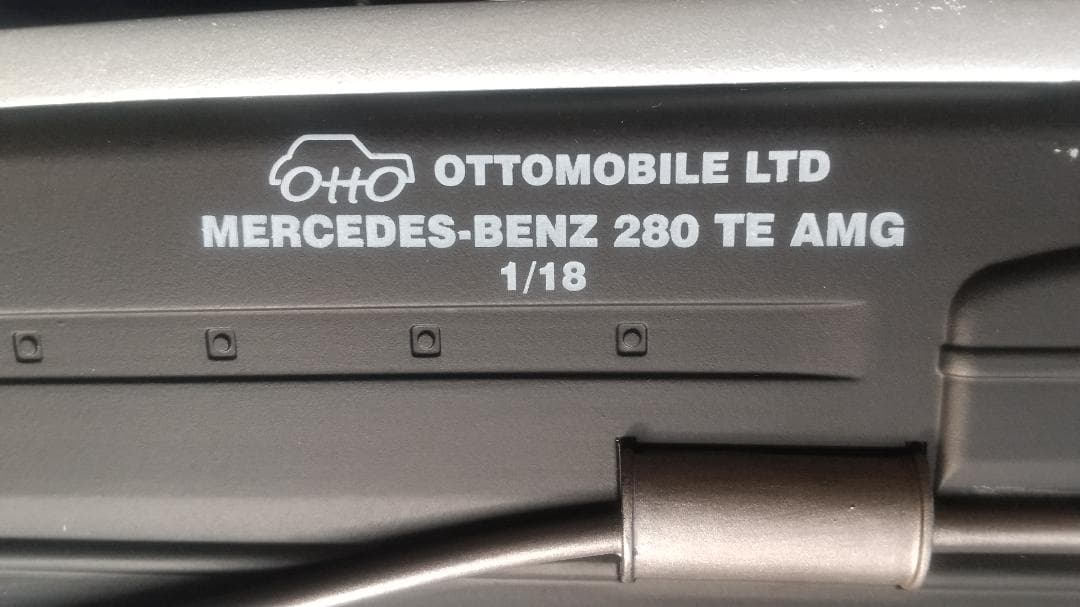 OttO OTTOMOBILE LTD
MERCEDES-BENZ 280 TE AMG
1/18